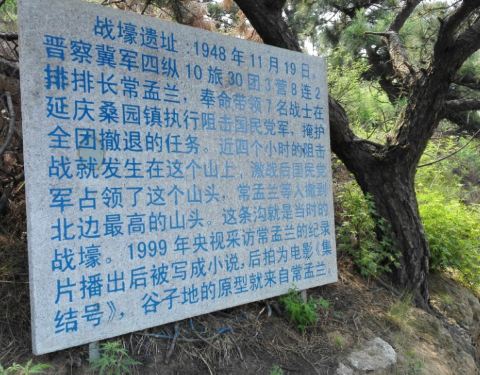 战壕遗址：1948年11月19日。
晋察冀军四纵10旅30团3营8连2
排排长常孟兰，奉命带领7名战士在
延庆桑园镇执行阻击国民党军，掩护
全团撤退的任务。近四个小时的阻击
战就发生在这个山上，激战后国民党
军占领了这个山头，常孟兰等人撤到
北边最高的山头。这条沟就是当时的
战壕。1999年央视采访常孟兰的纪录
片播出后被写成小说，后拍为电影《集
结号》，谷子地的原型就来自常孟兰。